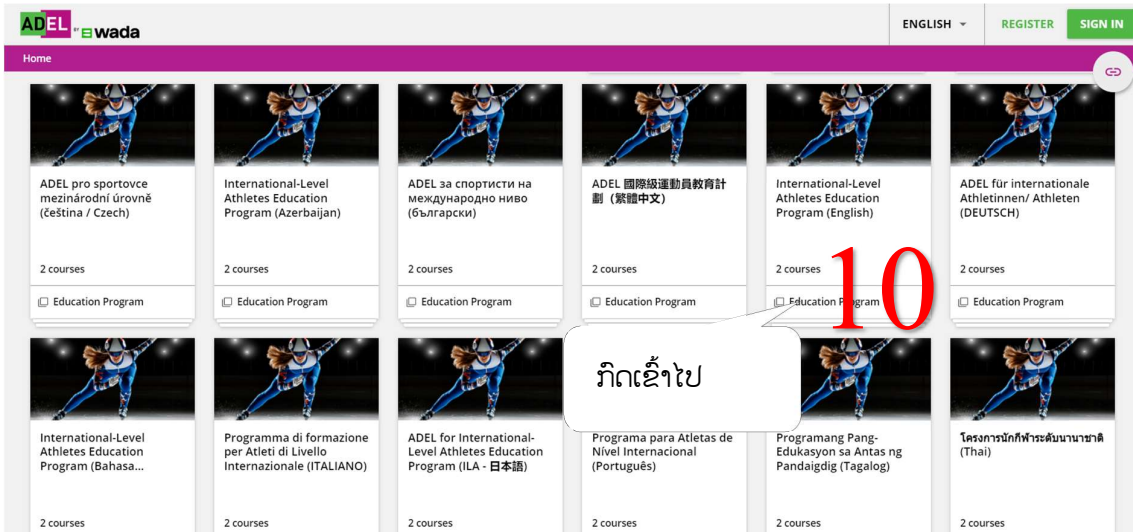 ADEL BY wada
ENGLISH
REGISTER
SIGN IN
Home
ADEL pro sportovce
mezinárodní úrovně
(čeština / Czech)
2 courses
Education Program
International-Level
Athletes Education
Program (Azerbaijan)
2 courses
Education Program
ADEL за спортисти на
международно ниво
(български)
2 courses
Education Program
ADEL 國際級運動員教育計
劃（繁體中文）
2 courses
Education Program
International-Level
Athletes Education
Program (English)
2 courses
Education Program
ADEL für internationale
Athletinnen/ Athleten
(DEUTSCH)
2 courses
Education Program
10
ກົດເຂົ້າໄປ
International-Level
Athletes Education
Program (Bahasa...
2 courses
Programma di formazione
per Atleti di Livello
Internazionale (ITALIANO)
2 courses
ADEL for International-
Level Athletes Education
Program (ILA - 日本語)
2 courses
Programa para Atletas de
Nível Internacional
(Português)
2 courses
Programang Pang-
Edukasyon sa Antas ng
Pandaigdig (Tagalog)
2 courses
โครงการนักกีฬาระดับนานาชาติ
(Thai)
2 courses